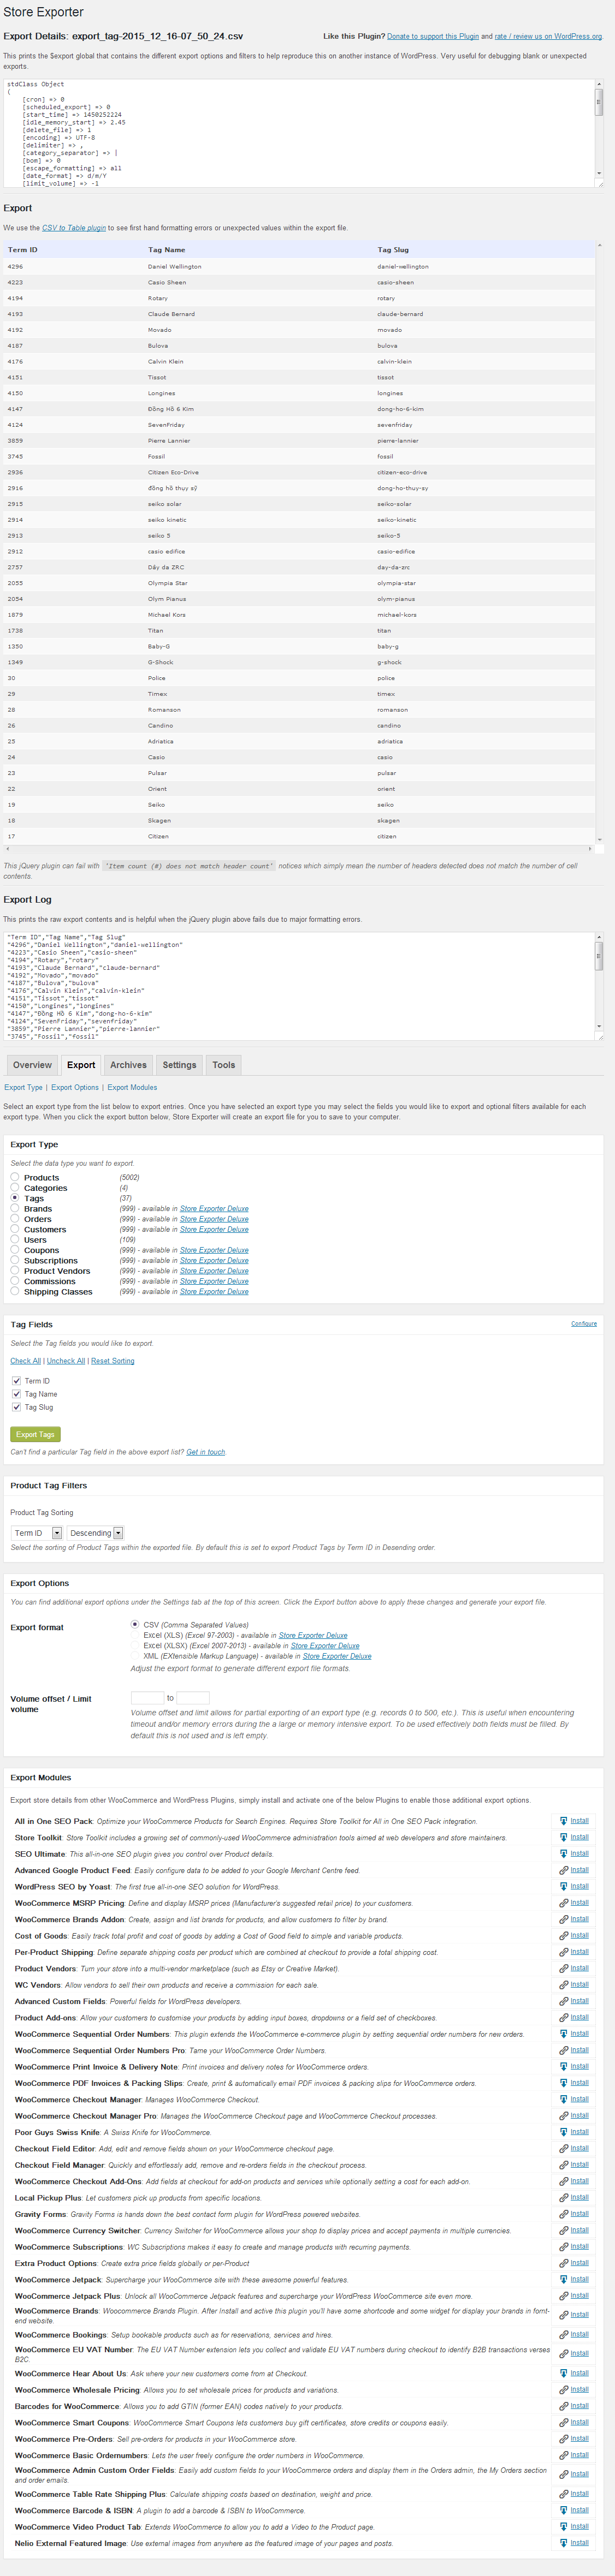 Store Exporter
Export Details: export_tag-2015_12_16-07_50_24.csv
Like this Plugin? Donate to support this Plugin and rate / review us on WordPress.org.
This prints the $export global that contains the different export options and filters to help reproduce this on another instance of WordPress. Very useful for debugging blank or unexpected
exports.
stdClass Object
(
[cron] => 0
[scheduled_export] => 0
[start_time] => 1450252224
[idle_memory_start] => 2.45
[delete_file] => 1
[encoding] => UTF-8
[delimiter] => ,
[category_separator] => |
[bom] => 0
[escape_formatting] => all
[date_format] => d/m/Y
[limit_volume] => -1
Export
We use the CSV to Table plugin to see first hand formatting errors or unexpected values within the export file.
Term ID Tag Name Tag Slug
4296 Daniel Wellington daniel-wellington
4223 Casio Sheen casio-sheen
4194 Rotary rotary
4193 Claude Bernard claude-bernard
4192 Movado movado
4187 Bulova bulova
4176 Calvin Klein calvin-klein
4151 Tissot tissot
4150 Longines longines
4147 Đồng Hồ 6 Kim dong-ho-6-kim
4124 SevenFriday sevenfriday
3859 Pierre Lannier pierre-lannier
3745 Fossil fossil
2936 Citizen Eco-Drive citizen-eco-drive
2916 đồng hồ thụy sỹ dong-ho-thuy-sy
2915 seiko solar seiko-solar
2914 seiko kinetic seiko-kinetic
2913 seiko 5 seiko-5
2912 casio edifice casio-edifice
2757 Dây da ZRC day-da-zrc
2055 Olympia Star olympia-star
2054 Olym Pianus olym-pianus
1879 Michael Kors michael-kors
1738 Titan titan
1350 Baby-G baby-g
1349 G-Shock g-shock
30 Police police
29 Timex timex
28 Romanson romanson
26 Candino candino
25 Adriatica adriatica
24 Casio casio
23 Pulsar pulsar
22 Orient orient
19 Seiko seiko
18 Skagen skagen
17 Citizen citizen
This jQuery plugin can fail with 'Item count (#) does not match header count' notices which simply mean the number of headers detected does not match the number of cell
contents.
Export Log
This prints the raw export contents and is helpful when the jQuery plugin above fails due to major formatting errors.
"Term ID","Tag Name","Tag Slug"
"4296","Daniel Wellington","daniel-wellington"
"4223","Casio Sheen","casio-sheen"
"4194","Rotary","rotary"
"4193","Claude Bernard","claude-bernard"
"4192","Movado","movado"
"4187","Bulova","bulova"
"4176","Calvin Klein","calvin-klein"
"4151","Tissot","tissot"
"4150","Longines","longines"
"4147","Đồng Hồ 6 Kim","dong-ho-6-kim"
"4124","SevenFriday","sevenfriday"
"3859","Pierre Lannier","pierre-lannier"
"3745","Fossil","fossil"
Overview Export Archives Settings Tools
Export Type | Export Options | Export Modules
Select an export type from the list below to export entries. Once you have selected an export type you may select the fields you would like to export and optional filters available for each
export type. When you click the export button below, Store Exporter will create an export file for you to save to your computer.
Export Type
Select the data type you want to export.
Products (5002)
Categories (4)
Tags (37)
Brands (999) - available in Store Exporter Deluxe
Orders (999) - available in Store Exporter Deluxe
Customers (999) - available in Store Exporter Deluxe
Users (109)
Coupons (999) - available in Store Exporter Deluxe
Subscriptions (999) - available in Store Exporter Deluxe
Product Vendors (999) - available in Store Exporter Deluxe
Commissions (999) - available in Store Exporter Deluxe
Shipping Classes (999) - available in Store Exporter Deluxe
Tag Fields Configure
Select the Tag fields you would like to export.
Check All | Uncheck All | Reset Sorting
Term ID
Tag Name
Tag Slug
Export Tags
Can't find a particular Tag field in the above export list? Get in touch.
Product Tag Filters
Product Tag Sorting
Term ID Descending
Select the sorting of Product Tags within the exported file. By default this is set to export Product Tags by Term ID in Desending order.
Export Options
You can find additional export options under the Settings tab at the top of this screen. Click the Export button above to apply these changes and generate your export file.
Export format
CSV (Comma Separated Values)
Excel (XLS) (Excel 97-2003) - available in Store Exporter Deluxe
Excel (XLSX) (Excel 2007-2013) - available in Store Exporter Deluxe
XML (EXtensible Markup Language) - available in Store Exporter Deluxe
Adjust the export format to generate different export file formats.
Volume offset / Limit
volume
to
Volume offset and limit allows for partial exporting of an export type (e.g. records 0 to 500, etc.). This is useful when encountering
timeout and/or memory errors during the a large or memory intensive export. To be used effectively both fields must be filled. By
default this is not used and is left empty.
Export Modules
Export store details from other WooCommerce and WordPress Plugins, simply install and activate one of the below Plugins to enable those additional export options.
All in One SEO Pack: Optimize your WooCommerce Products for Search Engines. Requires Store Toolkit for All in One SEO Pack integration. Install
Store Toolkit: Store Toolkit includes a growing set of commonly-used WooCommerce administration tools aimed at web developers and store maintainers. Install
SEO Ultimate: This all-in-one SEO plugin gives you control over Product details. Install
Advanced Google Product Feed: Easily configure data to be added to your Google Merchant Centre feed. Install
WordPress SEO by Yoast: The first true all-in-one SEO solution for WordPress. Install
WooCommerce MSRP Pricing: Define and display MSRP prices (Manufacturer's suggested retail price) to your customers. Install
WooCommerce Brands Addon: Create, assign and list brands for products, and allow customers to filter by brand. Install
Cost of Goods: Easily track total profit and cost of goods by adding a Cost of Good field to simple and variable products. Install
Per-Product Shipping: Define separate shipping costs per product which are combined at checkout to provide a total shipping cost. Install
Product Vendors: Turn your store into a multi-vendor marketplace (such as Etsy or Creative Market). Install
WC Vendors: Allow vendors to sell their own products and receive a commission for each sale. Install
Advanced Custom Fields: Powerful fields for WordPress developers. Install
Product Add-ons: Allow your customers to customise your products by adding input boxes, dropdowns or a field set of checkboxes. Install
WooCommerce Sequential Order Numbers: This plugin extends the WooCommerce e-commerce plugin by setting sequential order numbers for new orders. Install
WooCommerce Sequential Order Numbers Pro: Tame your WooCommerce Order Numbers. Install
WooCommerce Print Invoice & Delivery Note: Print invoices and delivery notes for WooCommerce orders. Install
WooCommerce PDF Invoices & Packing Slips: Create, print & automatically email PDF invoices & packing slips for WooCommerce orders. Install
WooCommerce Checkout Manager: Manages WooCommerce Checkout. Install
WooCommerce Checkout Manager Pro: Manages the WooCommerce Checkout page and WooCommerce Checkout processes. Install
Poor Guys Swiss Knife: A Swiss Knife for WooCommerce. Install
Checkout Field Editor: Add, edit and remove fields shown on your WooCommerce checkout page. Install
Checkout Field Manager: Quickly and effortlessly add, remove and re-orders fields in the checkout process. Install
WooCommerce Checkout Add-Ons: Add fields at checkout for add-on products and services while optionally setting a cost for each add-on. Install
Local Pickup Plus: Let customers pick up products from specific locations. Install
Gravity Forms: Gravity Forms is hands down the best contact form plugin for WordPress powered websites. Install
WooCommerce Currency Switcher: Currency Switcher for WooCommerce allows your shop to display prices and accept payments in multiple currencies. Install
WooCommerce Subscriptions: WC Subscriptions makes it easy to create and manage products with recurring payments. Install
Extra Product Options: Create extra price fields globally or per-Product Install
WooCommerce Jetpack: Supercharge your WooCommerce site with these awesome powerful features. Install
WooCommerce Jetpack Plus: Unlock all WooCommerce Jetpack features and supercharge your WordPress WooCommerce site even more. Install
WooCommerce Brands: Woocommerce Brands Plugin. After Install and active this plugin you'll have some shortcode and some widget for display your brands in fornt-
end website. Install
WooCommerce Bookings: Setup bookable products such as for reservations, services and hires. Install
WooCommerce EU VAT Number: The EU VAT Number extension lets you collect and validate EU VAT numbers during checkout to identify B2B transactions verses
B2C. Install
WooCommerce Hear About Us: Ask where your new customers come from at Checkout. Install
WooCommerce Wholesale Pricing: Allows you to set wholesale prices for products and variations. Install
Barcodes for WooCommerce: Allows you to add GTIN (former EAN) codes natively to your products. Install
WooCommerce Smart Coupons: WooCommerce Smart Coupons lets customers buy gift certificates, store credits or coupons easily. Install
WooCommerce Pre-Orders: Sell pre-orders for products in your WooCommerce store. Install
WooCommerce Basic Ordernumbers: Lets the user freely configure the order numbers in WooCommerce. Install
WooCommerce Admin Custom Order Fields: Easily add custom fields to your WooCommerce orders and display them in the Orders admin, the My Orders section
and order emails. Install
WooCommerce Table Rate Shipping Plus: Calculate shipping costs based on destination, weight and price. Install
WooCommerce Barcode & ISBN: A plugin to add a barcode & ISBN to WooCommerce. Install
WooCommerce Video Product Tab: Extends WooCommerce to allow you to add a Video to the Product page. Install
Nelio External Featured Image: Use external images from anywhere as the featured image of your pages and posts. Install